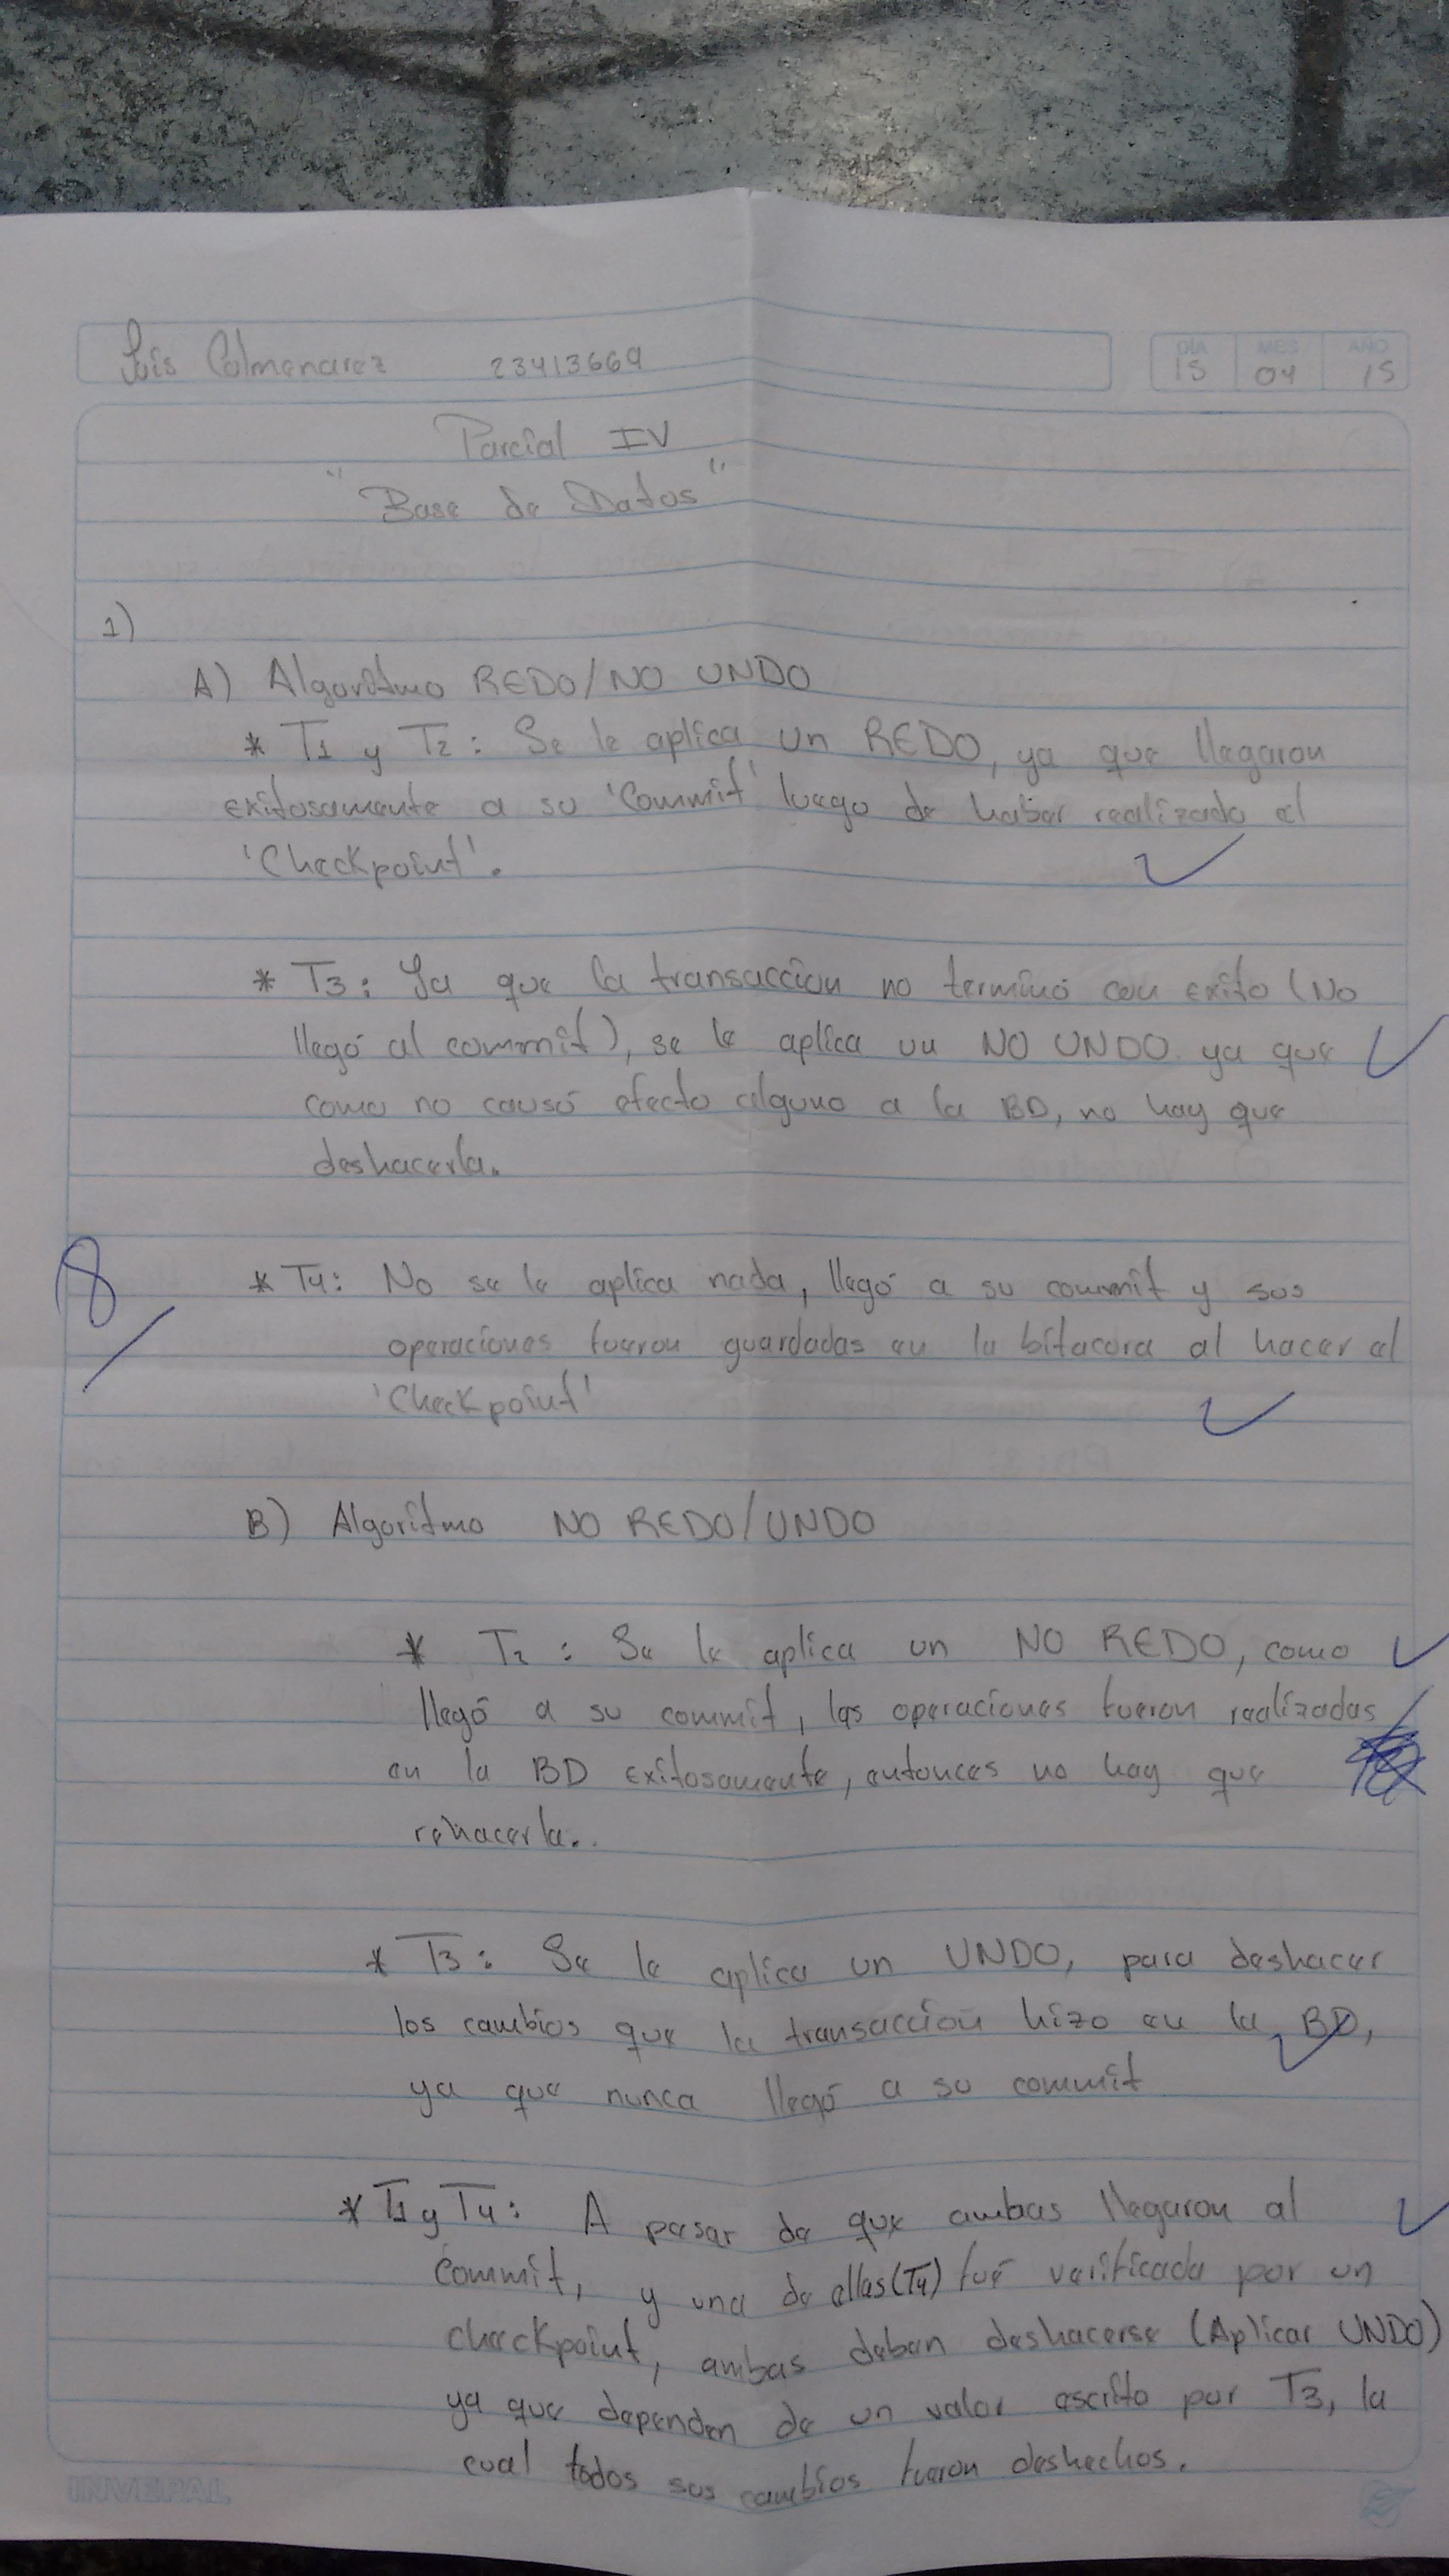 Luis Colmenarez 23413669
DIA MES AÑO
15 04 15
Parcial IV
"Base de Datos"
1)
A) Algoritmo REDO/NO UNDO
* T1 y T2: Se le aplica un REDO, ya que llegaron
exitosamente a su 'Commit' luego de haber realizado el
'Checkpoint'.
* T3: Ya que la transaccion no terminó con exito (No
llegó al commit), se le aplica un NO UNDO ya que
como no causó efecto alguno a la BD, no hay que
deshacerla.
8
* T4: No se le aplica nada, llegó a su commit y sus
operaciones fueron guardadas en la bitacora al hacer el
'Checkpoint'
B) Algoritmo NO REDO/UNDO
* T2: Se le aplica un NO REDO, como
llegó a su commit, las operaciones fueron realizadas
en la BD exitosamente, entonces no hay que
rehacerla..
* T3: Se le aplica un UNDO, para deshacer
los cambios que la transacción hizo en la BD,
ya que nunca llegó a su commit
* T1 y T4: A pesar de que ambas llegaron al
commit, y una de ellas (T4) fué verificada por un
checkpoint, ambas deben deshacerse (Aplicar UNDO)
ya que dependen de un valor escrito por T3, la
cual todos sus cambios fueron deshechos.
INVEPAL